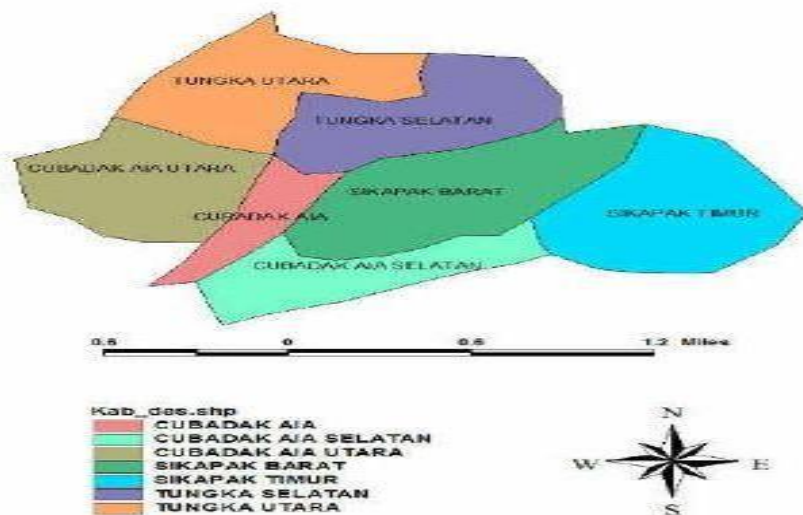 TUNGKA UTARA
TUNGKA SELATAN
CUBADAK AIA UTARA
SIKAPAK BARAT
CUBADAK AIA
SIKAPAK TIMUR
CUBADAK AIA SELATAN
0.6 0 0.6 1.2 Miles
Kab_des.shp
CUBADAK AIA
CUBADAK AIA SELATAN
CUBADAK AIA UTARA
SIKAPAK BARAT
SIKAPAK TIMUR
TUNGKA SELATAN
TUNGKA UTARA
N
W E
S